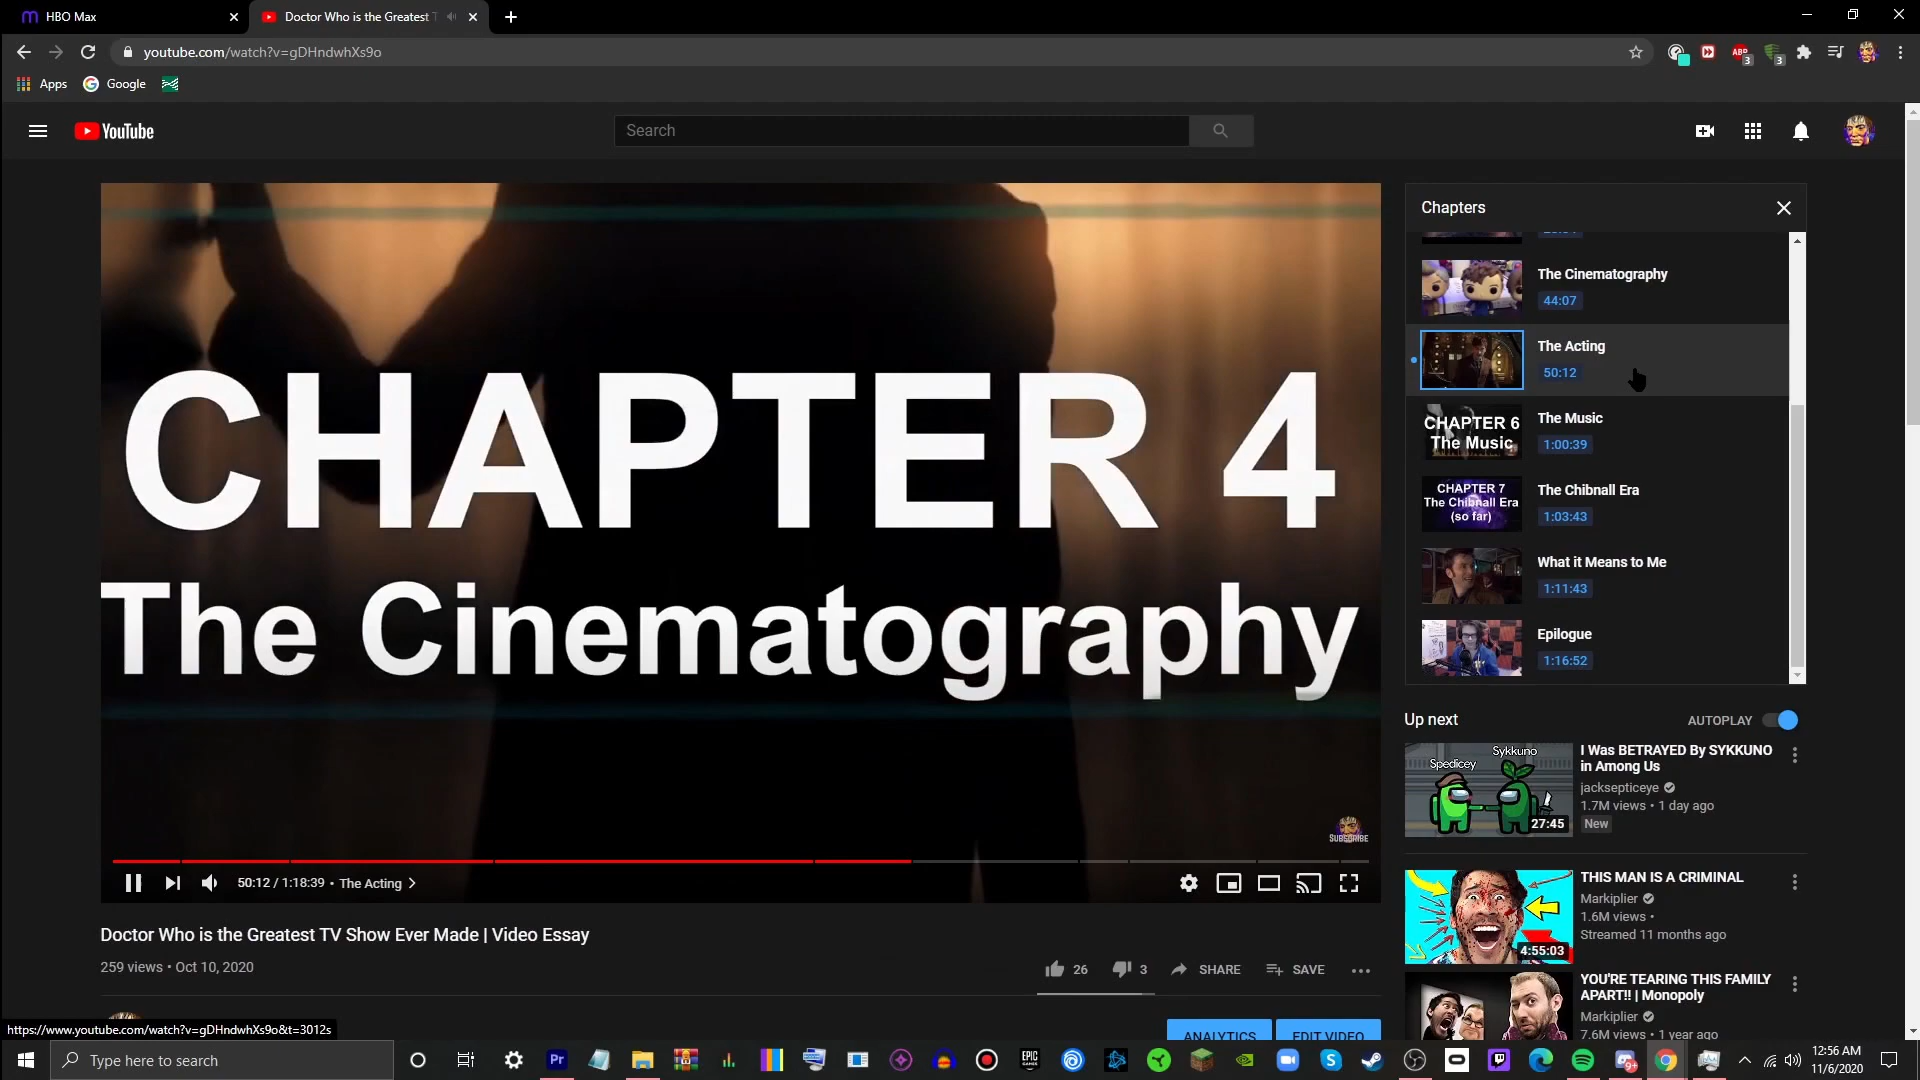 HBO Max
Doctor Who is the Greatest T
youtube.com/watch?v=gDHndwhXs9o
ABP
3
3
Apps
Google
YouTube
Search
CHAPTER 4
The Cinematography
SUBSCRIBE
50:12 / 1:18:39 • The Acting
Doctor Who is the Greatest TV Show Ever Made | Video Essay
259 views • Oct 10, 2020
26
3
SHARE
SAVE
ANALYTICS
EDIT VIDEO
https://www.youtube.com/watch?v=gDHndwhXs9o&t=3012s
Chapters
The Cinematography
44:07
The Acting
50:12
CHAPTER 6
The Music
The Music
1:00:39
CHAPTER 7
The Chibnall Era
(so far)
The Chibnall Era
1:03:43
What it Means to Me
1:11:43
Epilogue
1:16:52
Up next
AUTOPLAY
Sykkuno
Spedicey
27:45
I Was BETRAYED By SYKKUNO
in Among Us
jacksepticeye
1.7M views • 1 day ago
New
4:55:03
THIS MAN IS A CRIMINAL
Markiplier
1.6M views •
Streamed 11 months ago
YOU'RE TEARING THIS FAMILY
APART!! | Monopoly
Markiplier
7.6M views • 1 year ago
Type here to search
Pr
EPIC
GAMES
9+
12:56 AM
11/6/2020